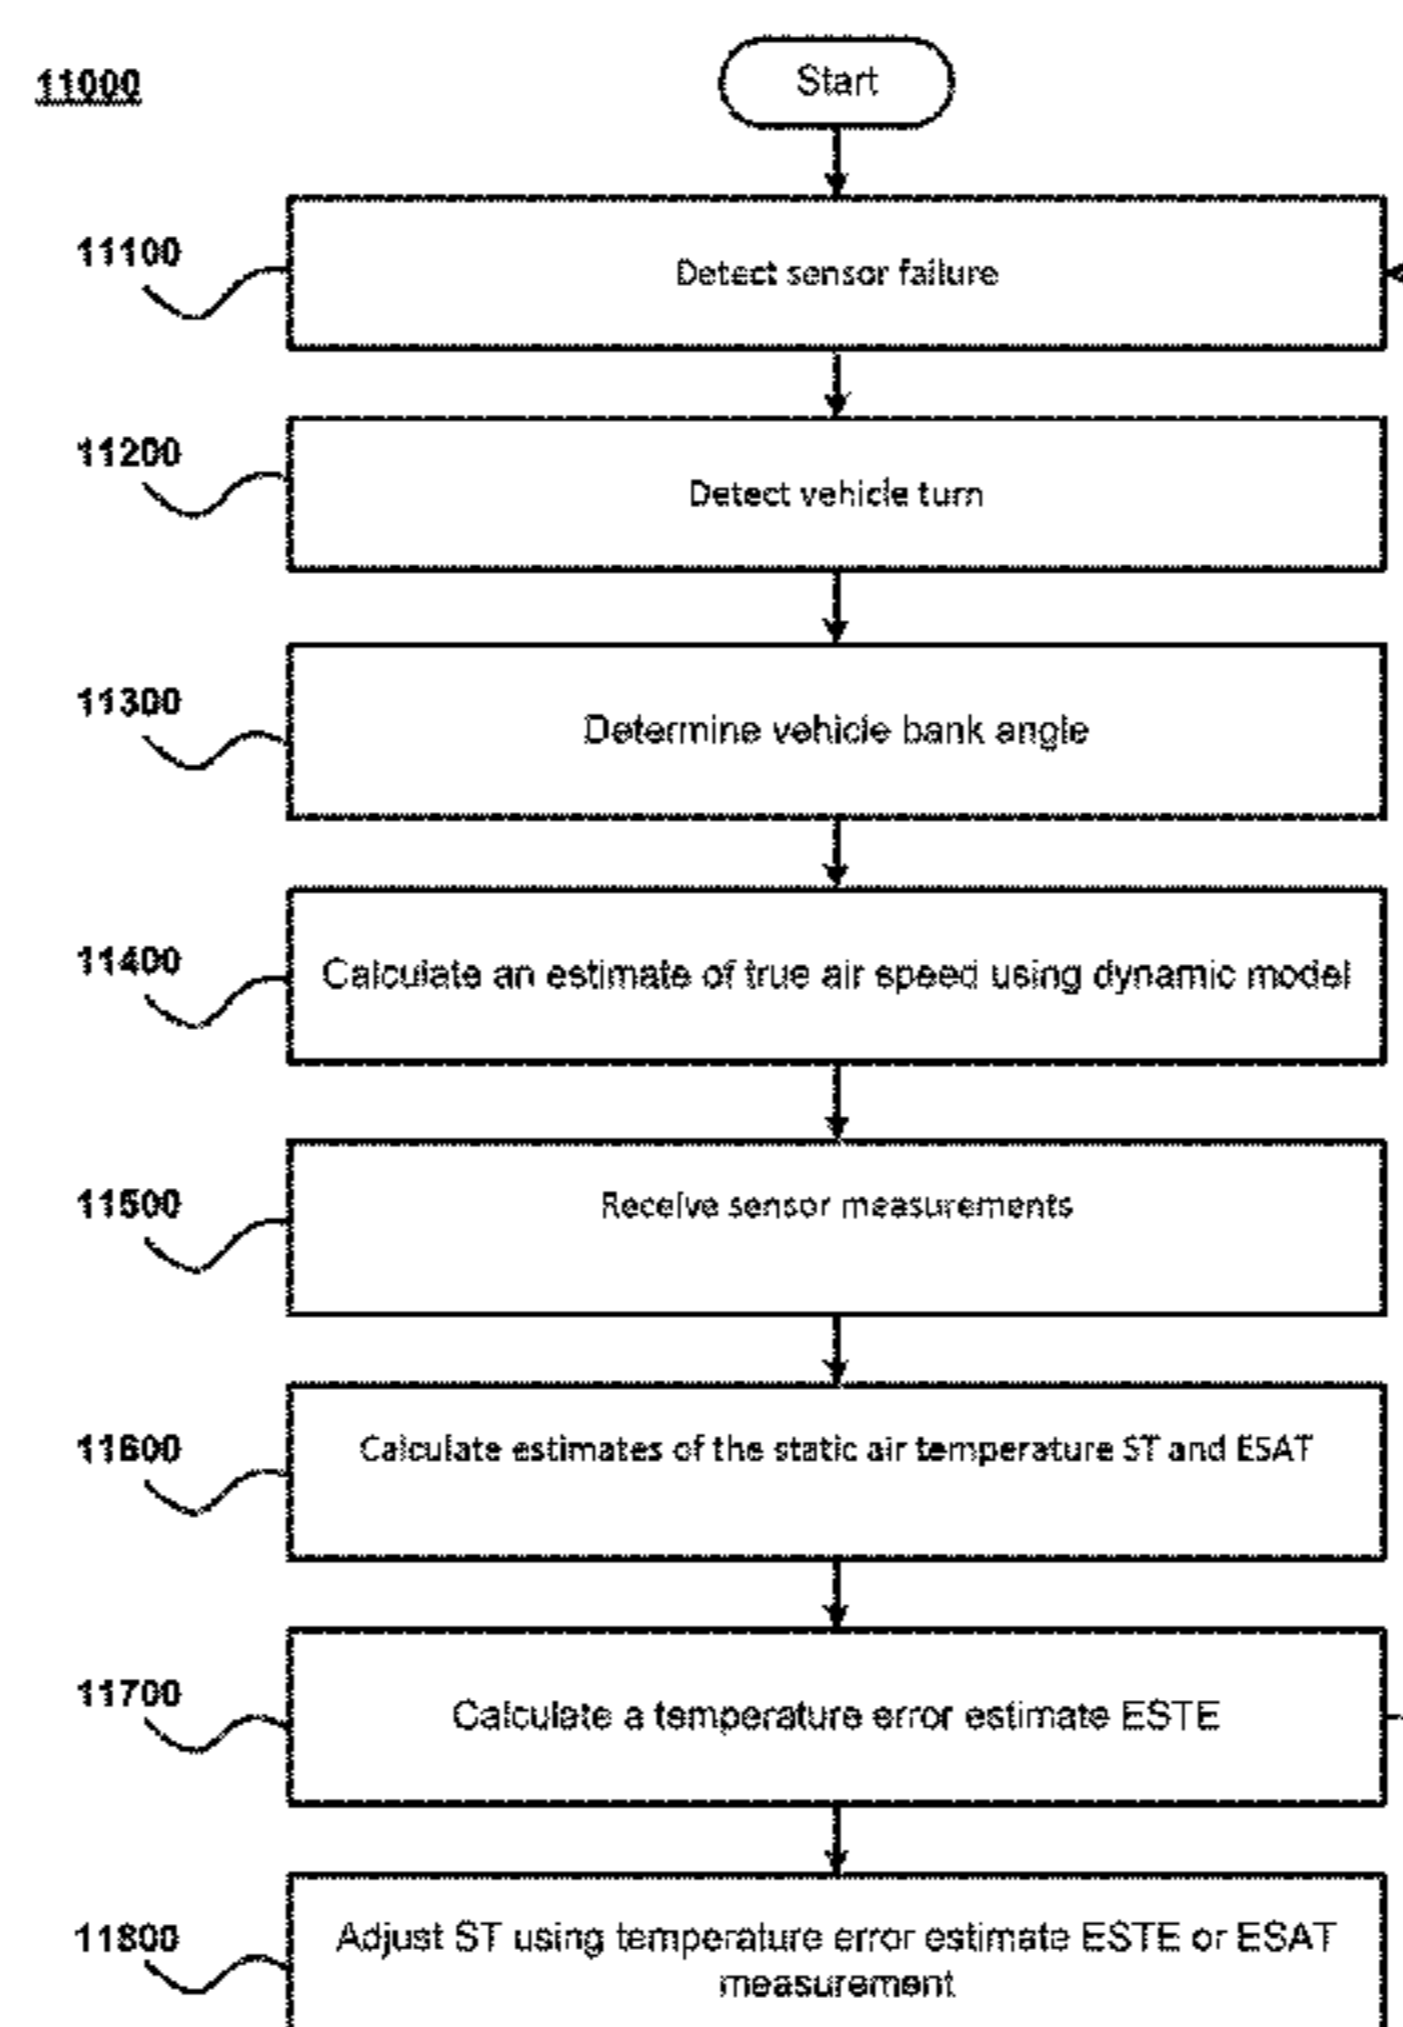 11000
Start
11100
Detect sensor failure
11200
Detect vehicle turn
11300
Determine vehicle bank angle
11400
Calculate an estimate of true air speed using dynamic model
11500
Receive sensor measurements
11600
Calculate estimates of the static air temperature ST and ESAT
11700
Calculate a temperature error estimate ESTE
11800
Adjust ST using temperature error estimate ESTE or ESAT
measurement